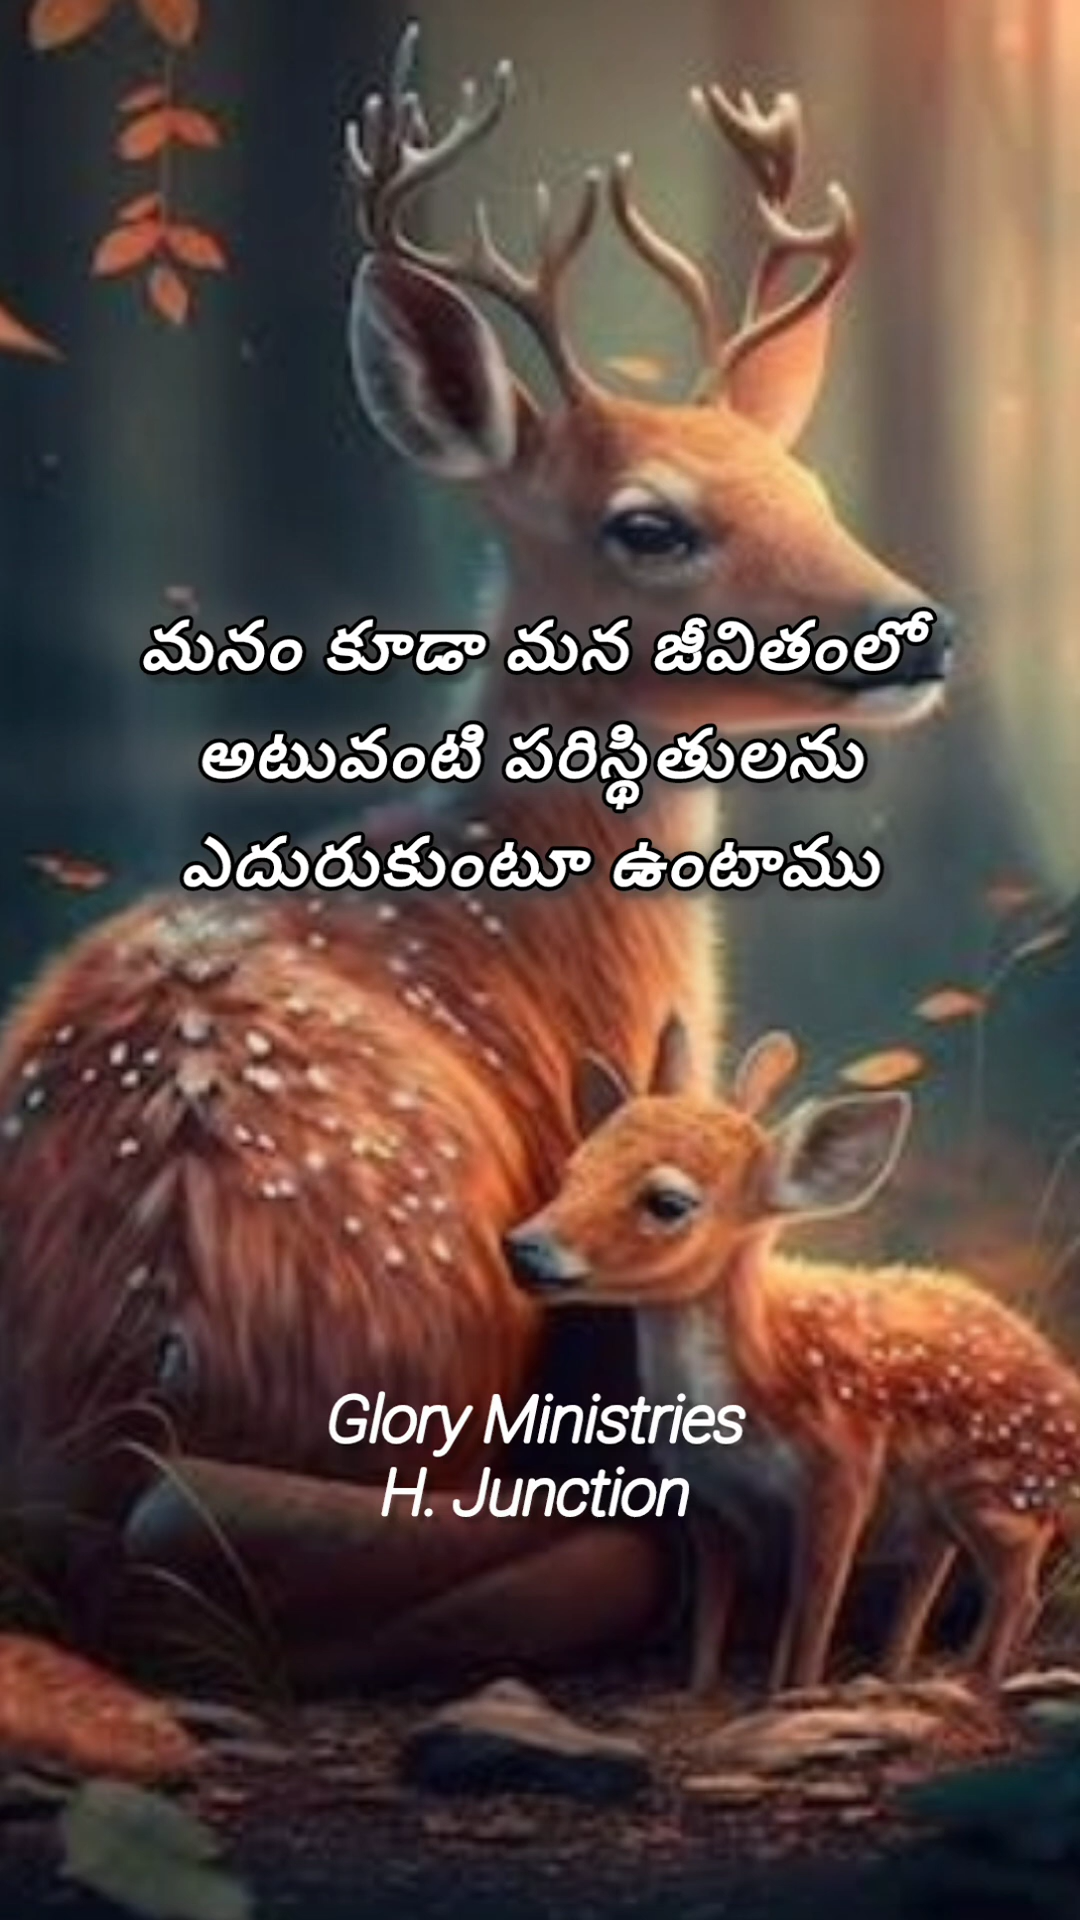 మనం కూడా మన జీవితంలో
అటువంటి పరిస్థితులను
ఎదురుకుంటూ ఉంటాము
Glory Ministries
H. Junction